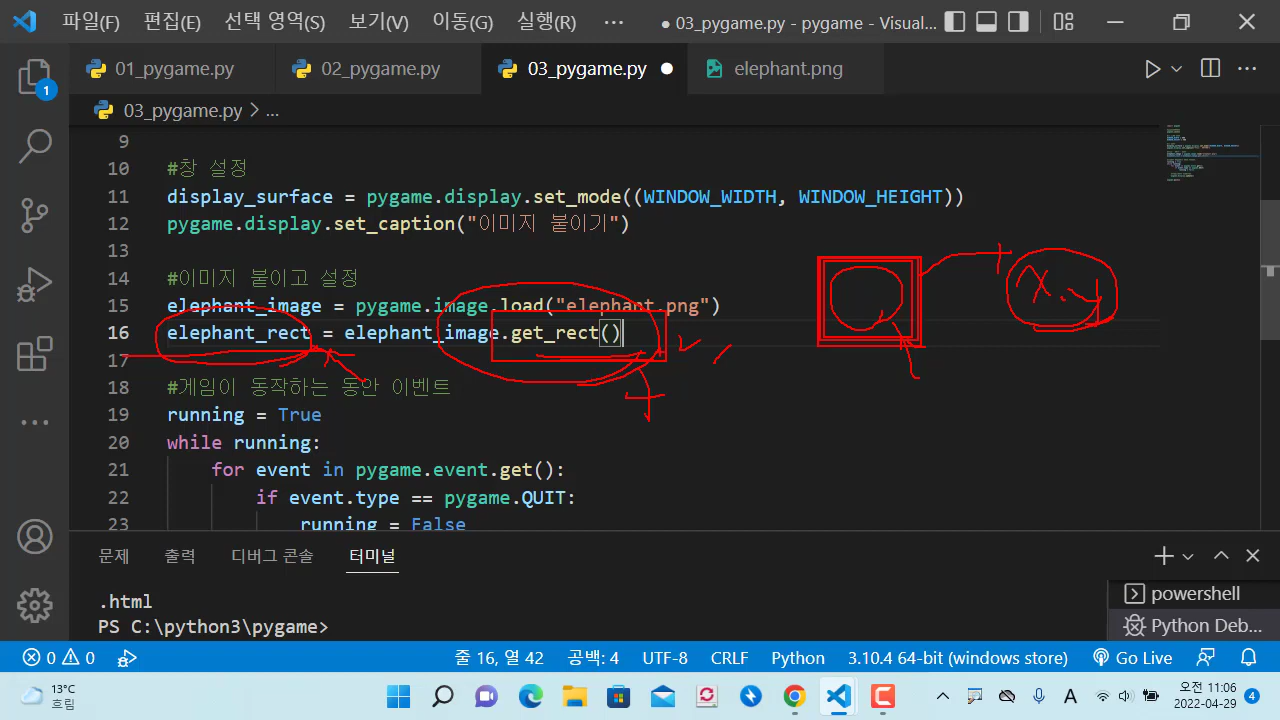 파일(F) 편집(E) 선택 영역(S) 보기(V) 이동(G) 실행(R) ··· ● 03_pygame.py - pygame - Visual...
01_pygame.py 02_pygame.py 03_pygame.py ● elephant.png
03_pygame.py > ...
9
10 #창 설정
11 display_surface = pygame.display.set_mode((WINDOW_WIDTH, WINDOW_HEIGHT))
12 pygame.display.set_caption("이미지 붙이기")
13
14 #이미지 붙이고 설정
15 elephant_image = pygame.image.load("elephant.png")
16 elephant_rect = elephant_image.get_rect()
17
18 #게임이 동작하는 동안 이벤트
19 running = True
20 while running:
21 for event in pygame.event.get():
22 if event.type == pygame.QUIT:
23 running = False
x.y
1
문제 출력 디버그 콘솔 터미널
.html
PS C:\python3\pygame>
powershell
Python Deb...
0 0 줄 16, 열 42 공백: 4 UTF-8 CRLF Python 3.10.4 64-bit (windows store) Go Live
13°C
흐림
A
오전 11:06
2022-04-29
4